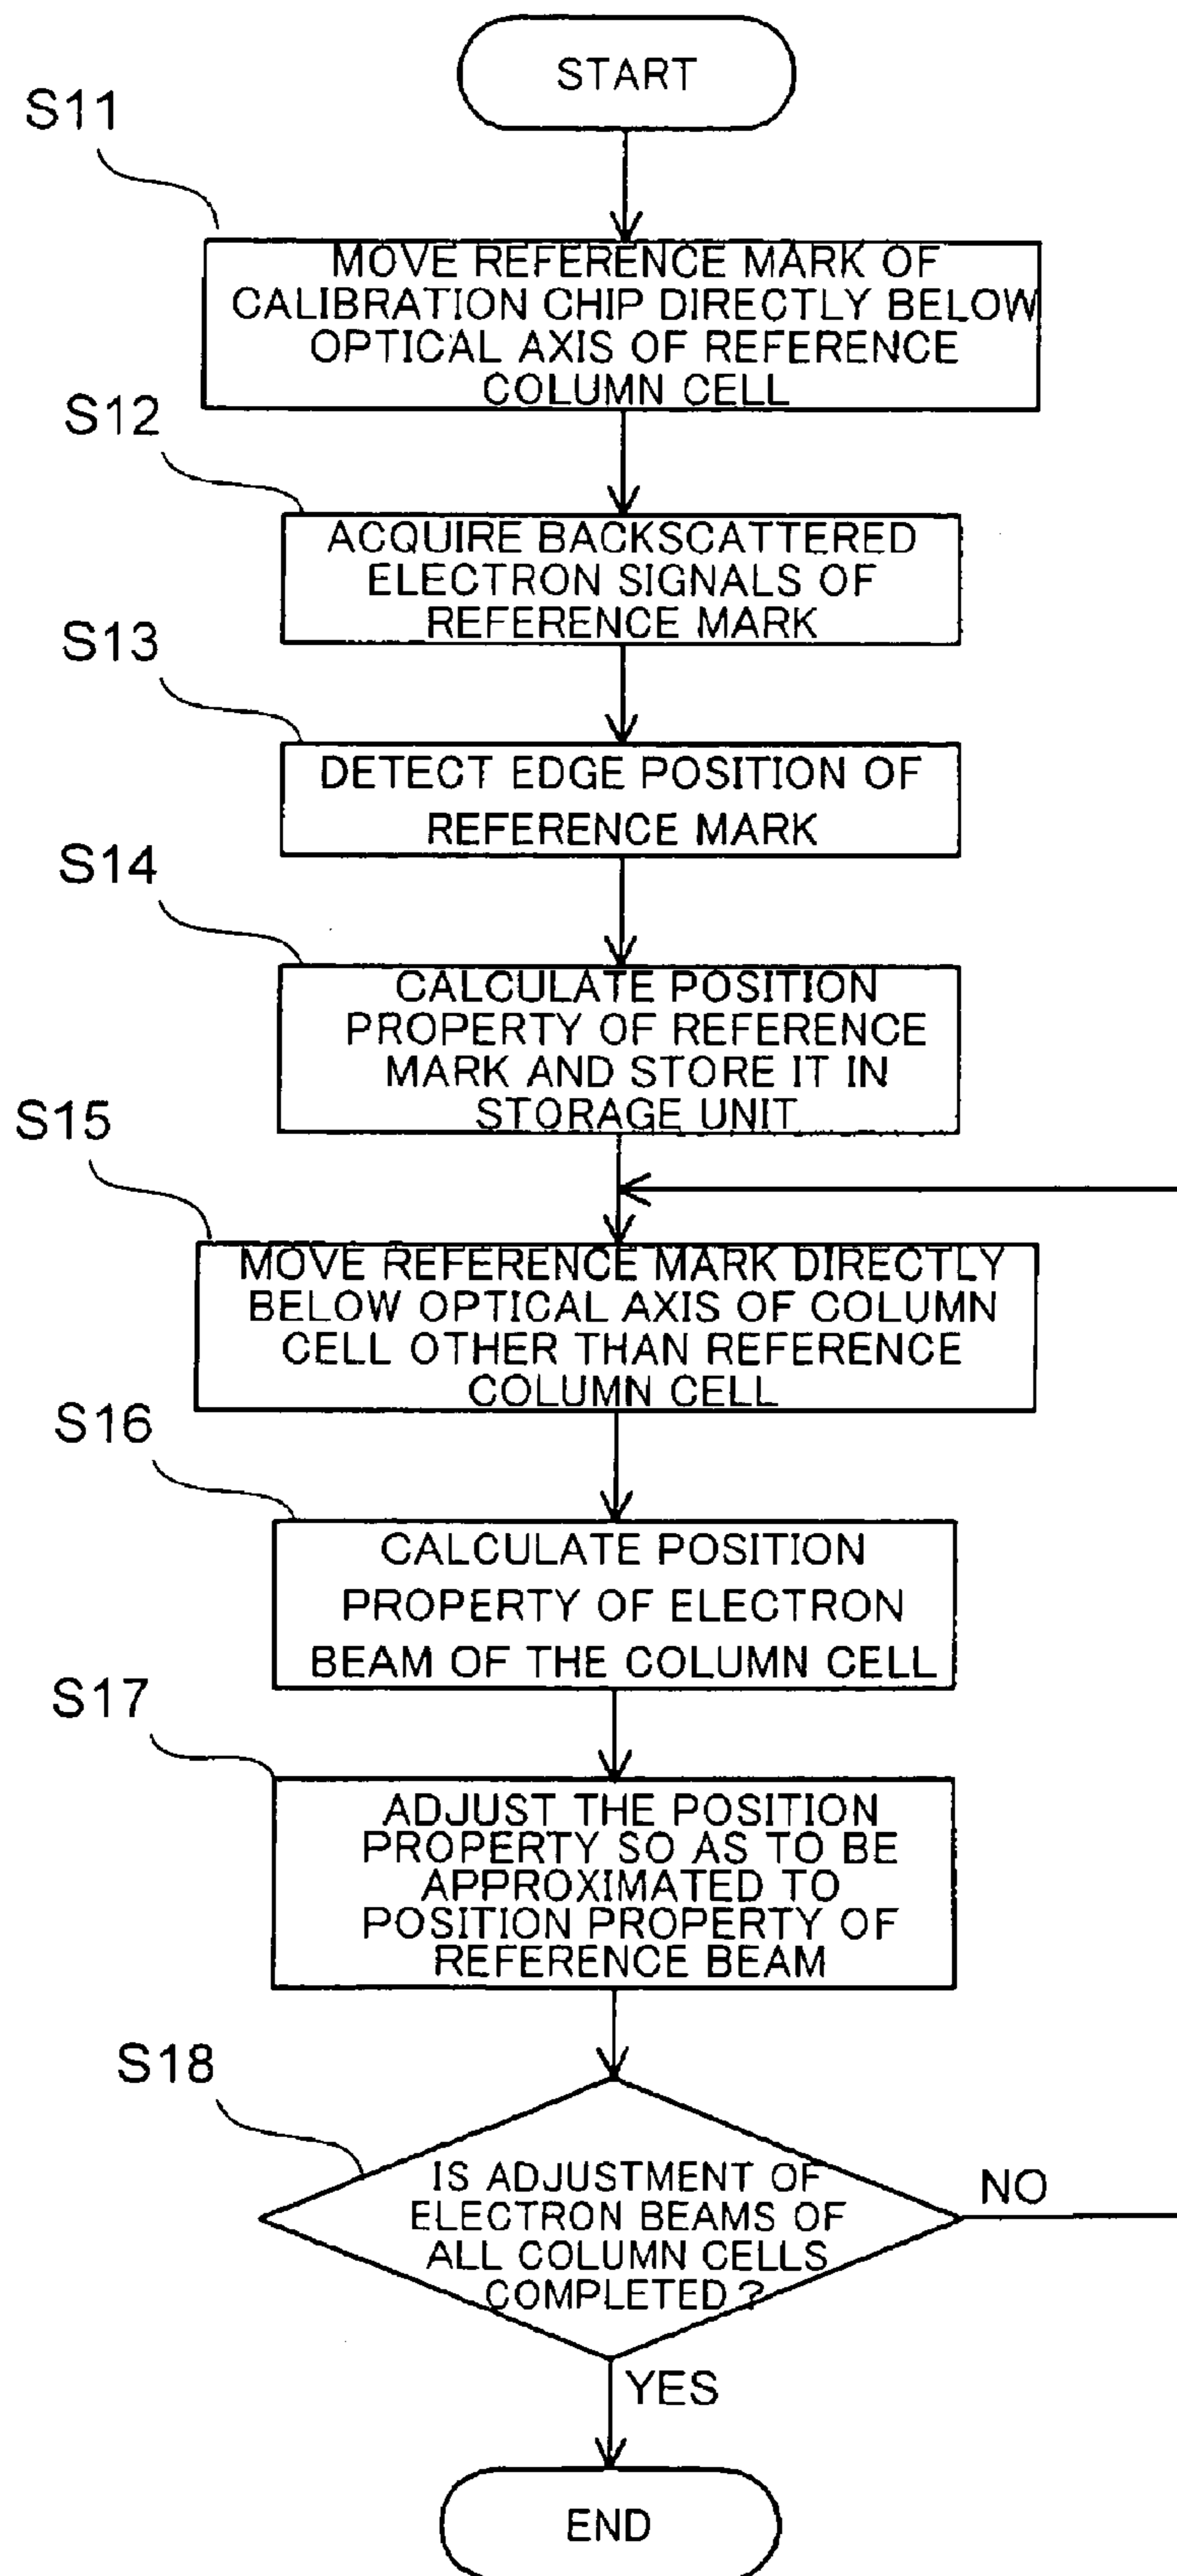 START
S11
MOVE REFERENCE MARK OF
CALIBRATION CHIP DIRECTLY BELOW
OPTICAL AXIS OF REFERENCE
COLUMN CELL
S12
ACQUIRE BACKSCATTERED
ELECTRON SIGNALS OF
REFERENCE MARK
S13
DETECT EDGE POSITION OF
REFERENCE MARK
S14
CALCULATE POSITION
PROPERTY OF REFERENCE
MARK AND STORE IT IN
STORAGE UNIT
S15
MOVE REFERENCE MARK DIRECTLY
BELOW OPTICAL AXIS OF COLUMN
CELL OTHER THAN REFERENCE
COLUMN CELL
S16
CALCULATE POSITION
PROPERTY OF ELECTRON
BEAM OF THE COLUMN CELL
S17
ADJUST THE POSITION
PROPERTY SO AS TO BE
APPROXIMATED TO
POSITION PROPERTY OF
REFERENCE BEAM
S18
IS ADJUSTMENT OF
ELECTRON BEAMS OF
ALL COLUMN CELLS
COMPLETED?
NO
YES
END